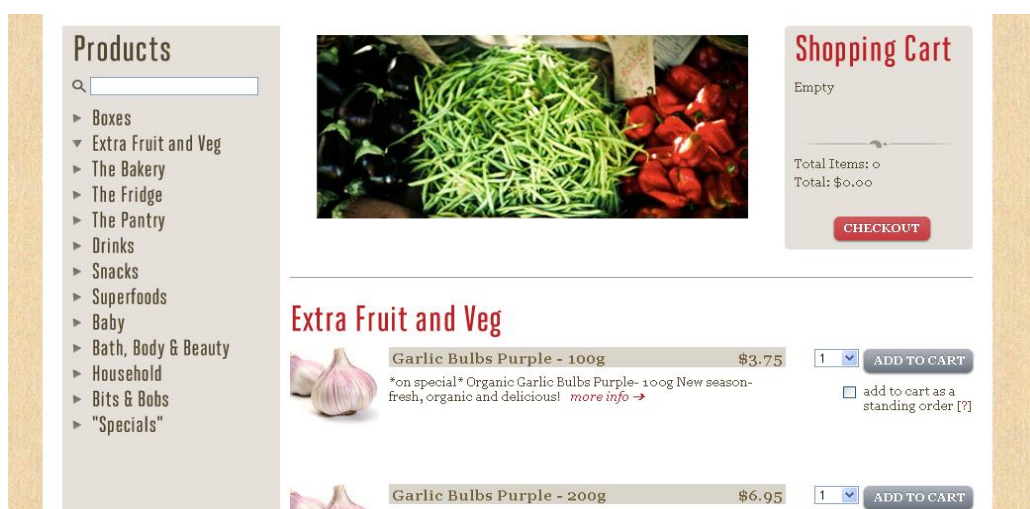 Products
Boxes
Extra Fruit and Veg
The Bakery
The Fridge
The Pantry
Drinks
Snacks
Superfoods
Baby
Bath, Body & Beauty
Household
Bits & Bobs
"Specials"
Shopping Cart
Empty
Total Items: 0
Total: $0.00
CHECKOUT
Extra Fruit and Veg
Garlic Bulbs Purple - 100g $3.75 1 ADD TO CART
*on special* Organic Garlic Bulbs Purple- 100g New season-
fresh, organic and delicious! more info →
add to cart as a
standing order [?]
Garlic Bulbs Purple - 200g $6.95 1 ADD TO CART